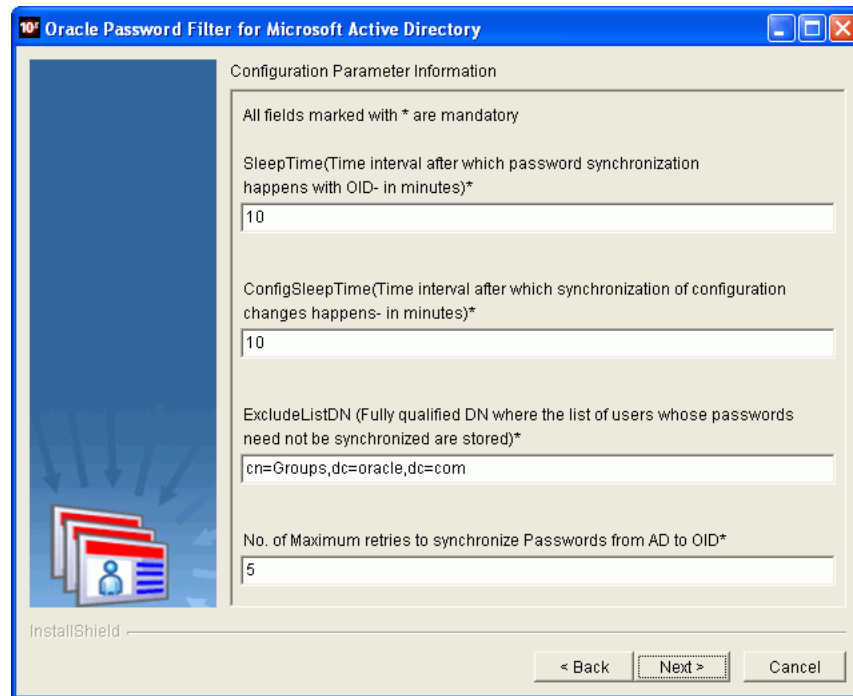 10g Oracle Password Filter for Microsoft Active Directory
Configuration Parameter Information
All fields marked with * are mandatory
SleepTime(Time interval after which password synchronization
happens with OID- in minutes)*
10
ConfigSleepTime(Time interval after which synchronization of configuration
changes happens- in minutes)*
10
ExcludeListDN (Fully qualified DN where the list of users whose passwords
need not be synchronized are stored)*
cn=Groups,dc=oracle,dc=com
No. of Maximum retries to synchronize Passwords from AD to OID*
5
InstallShield
< Back Next > Cancel